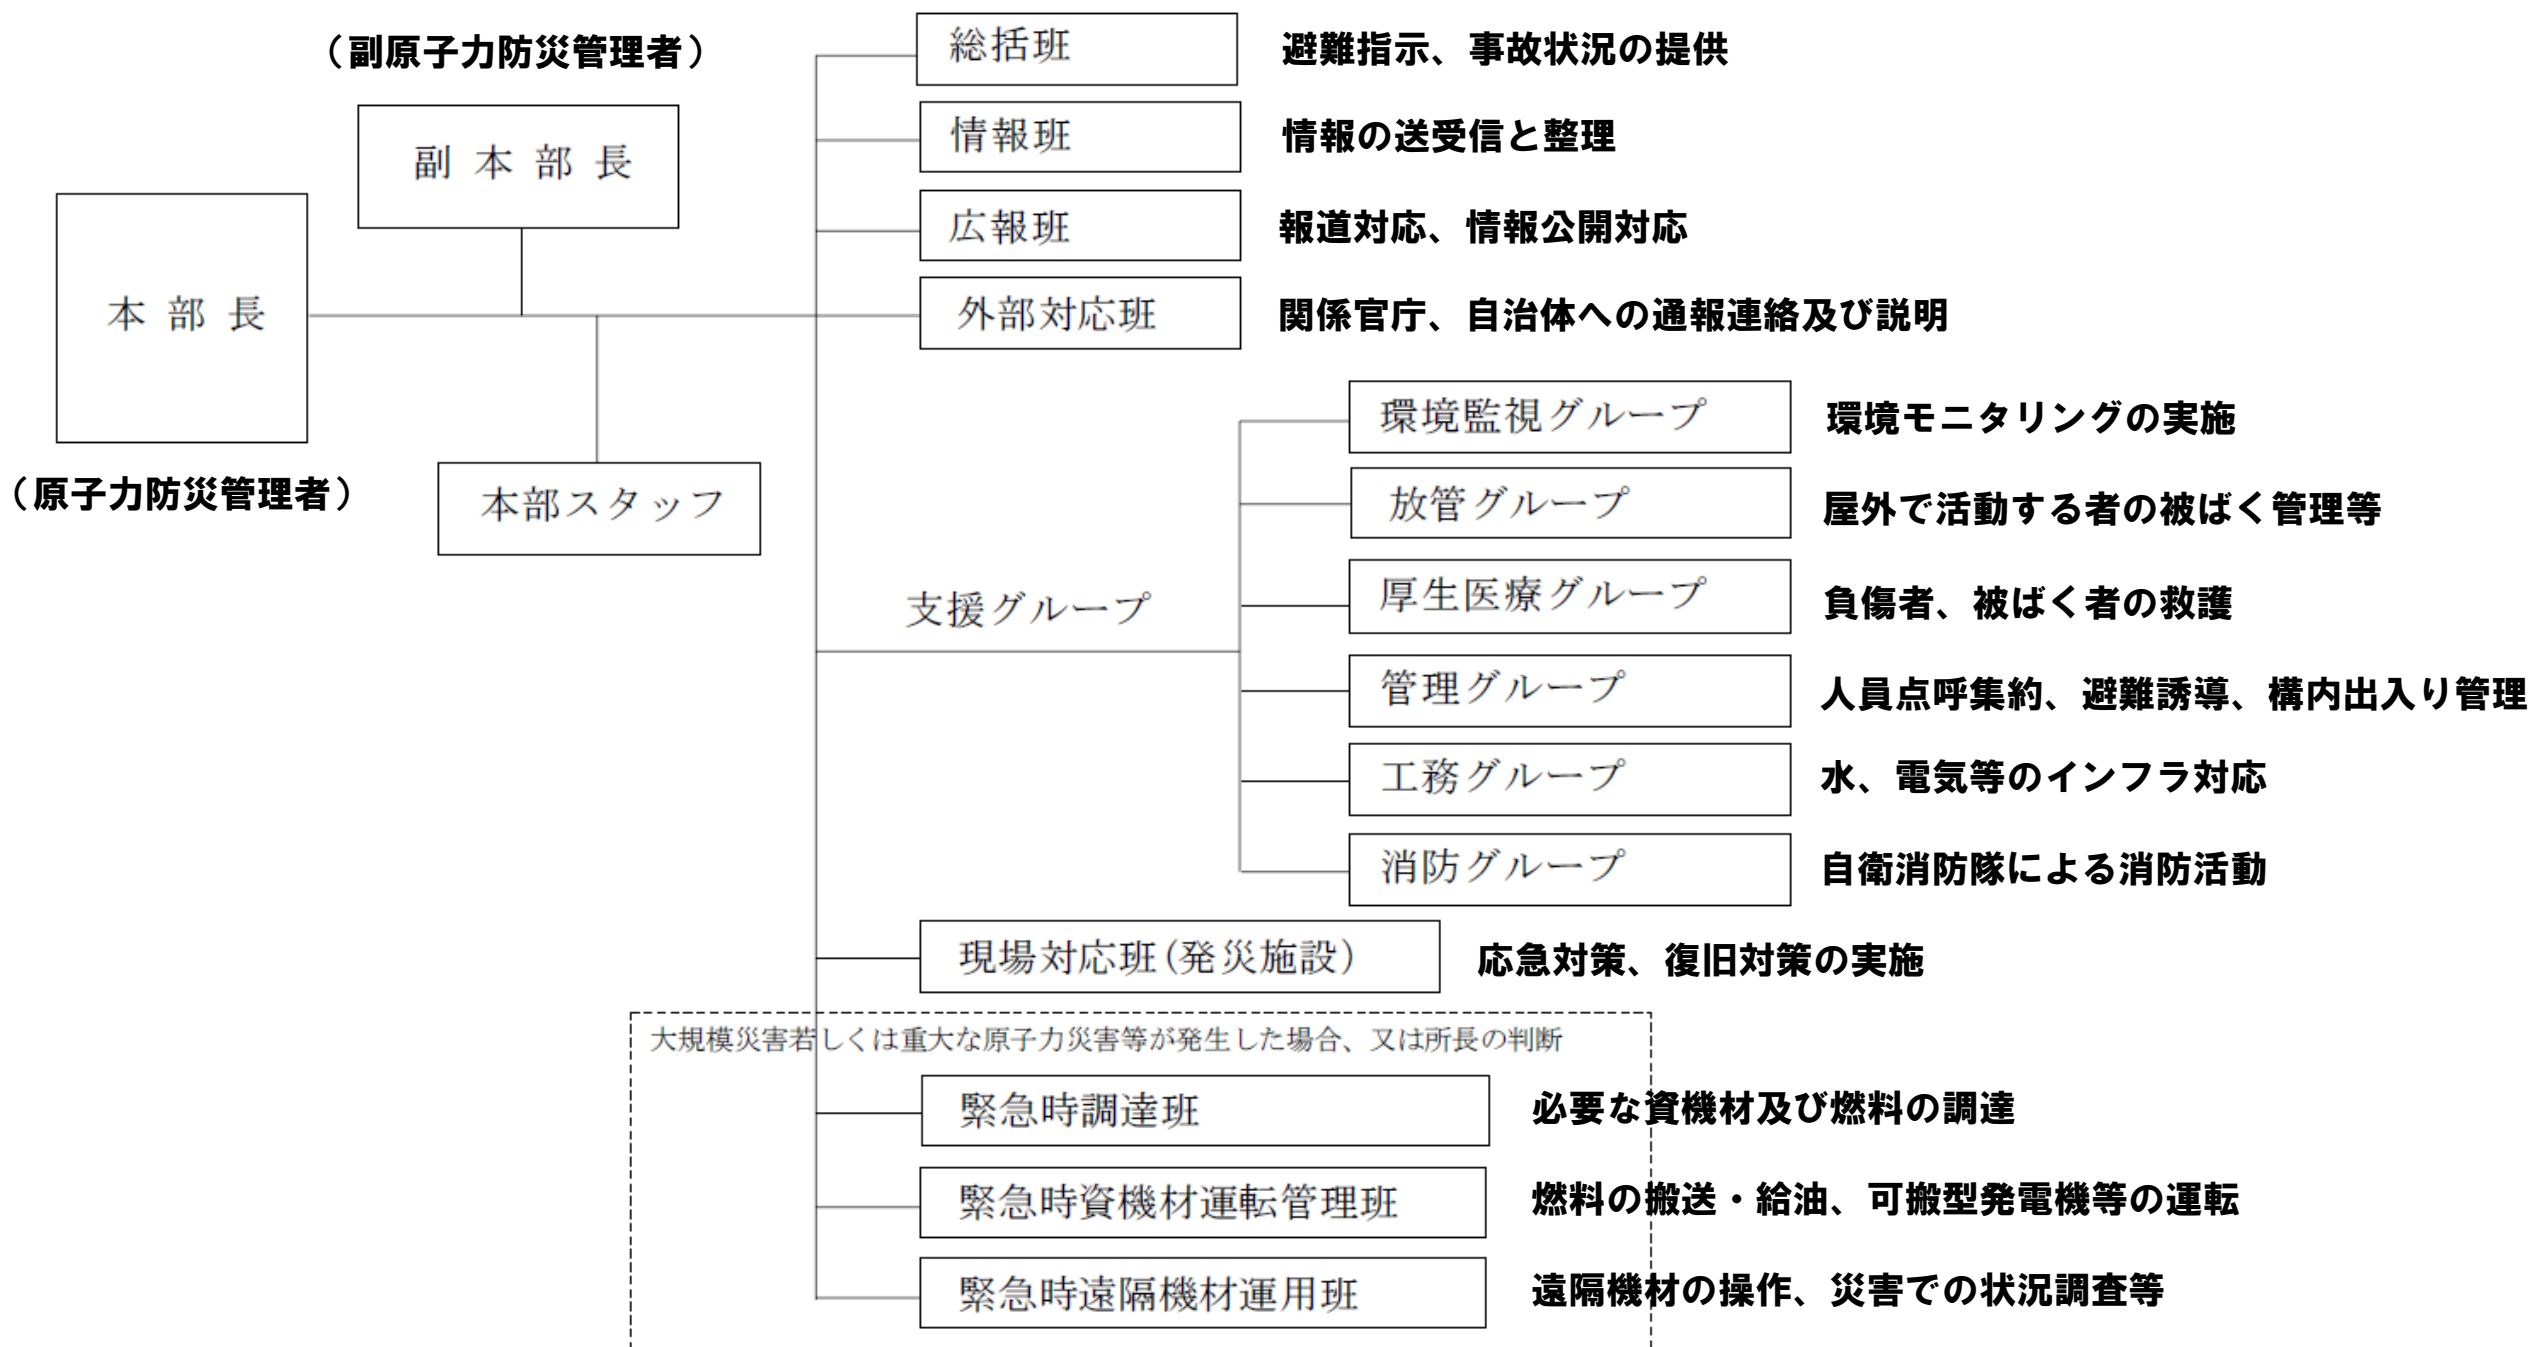 （副原子力防災管理者）
副本部長
本部長
（原子力防災管理者）
本部スタッフ
総括班 避難指示、事故状況の提供
情報班 情報の送受信と整理
広報班 報道対応、情報公開対応
外部対応班 関係官庁、自治体への通報連絡及び説明
支援グループ
環境監視グループ 環境モニタリングの実施
放管グループ 屋外で活動する者の被ばく管理等
厚生医療グループ 負傷者、被ばく者の救護
管理グループ 人員点呼集約、避難誘導、構内出入り管理
工務グループ 水、電気等のインフラ対応
消防グループ 自衛消防隊による消防活動
現場対応班(発災施設) 応急対策、復旧対策の実施
大規模災害若しくは重大な原子力災害等が発生した場合、又は所長の判断
緊急時調達班 必要な資機材及び燃料の調達
緊急時資機材運転管理班 燃料の搬送・給油、可搬型発電機等の運転
緊急時遠隔機材運用班 遠隔機材の操作、災害での状況調査等